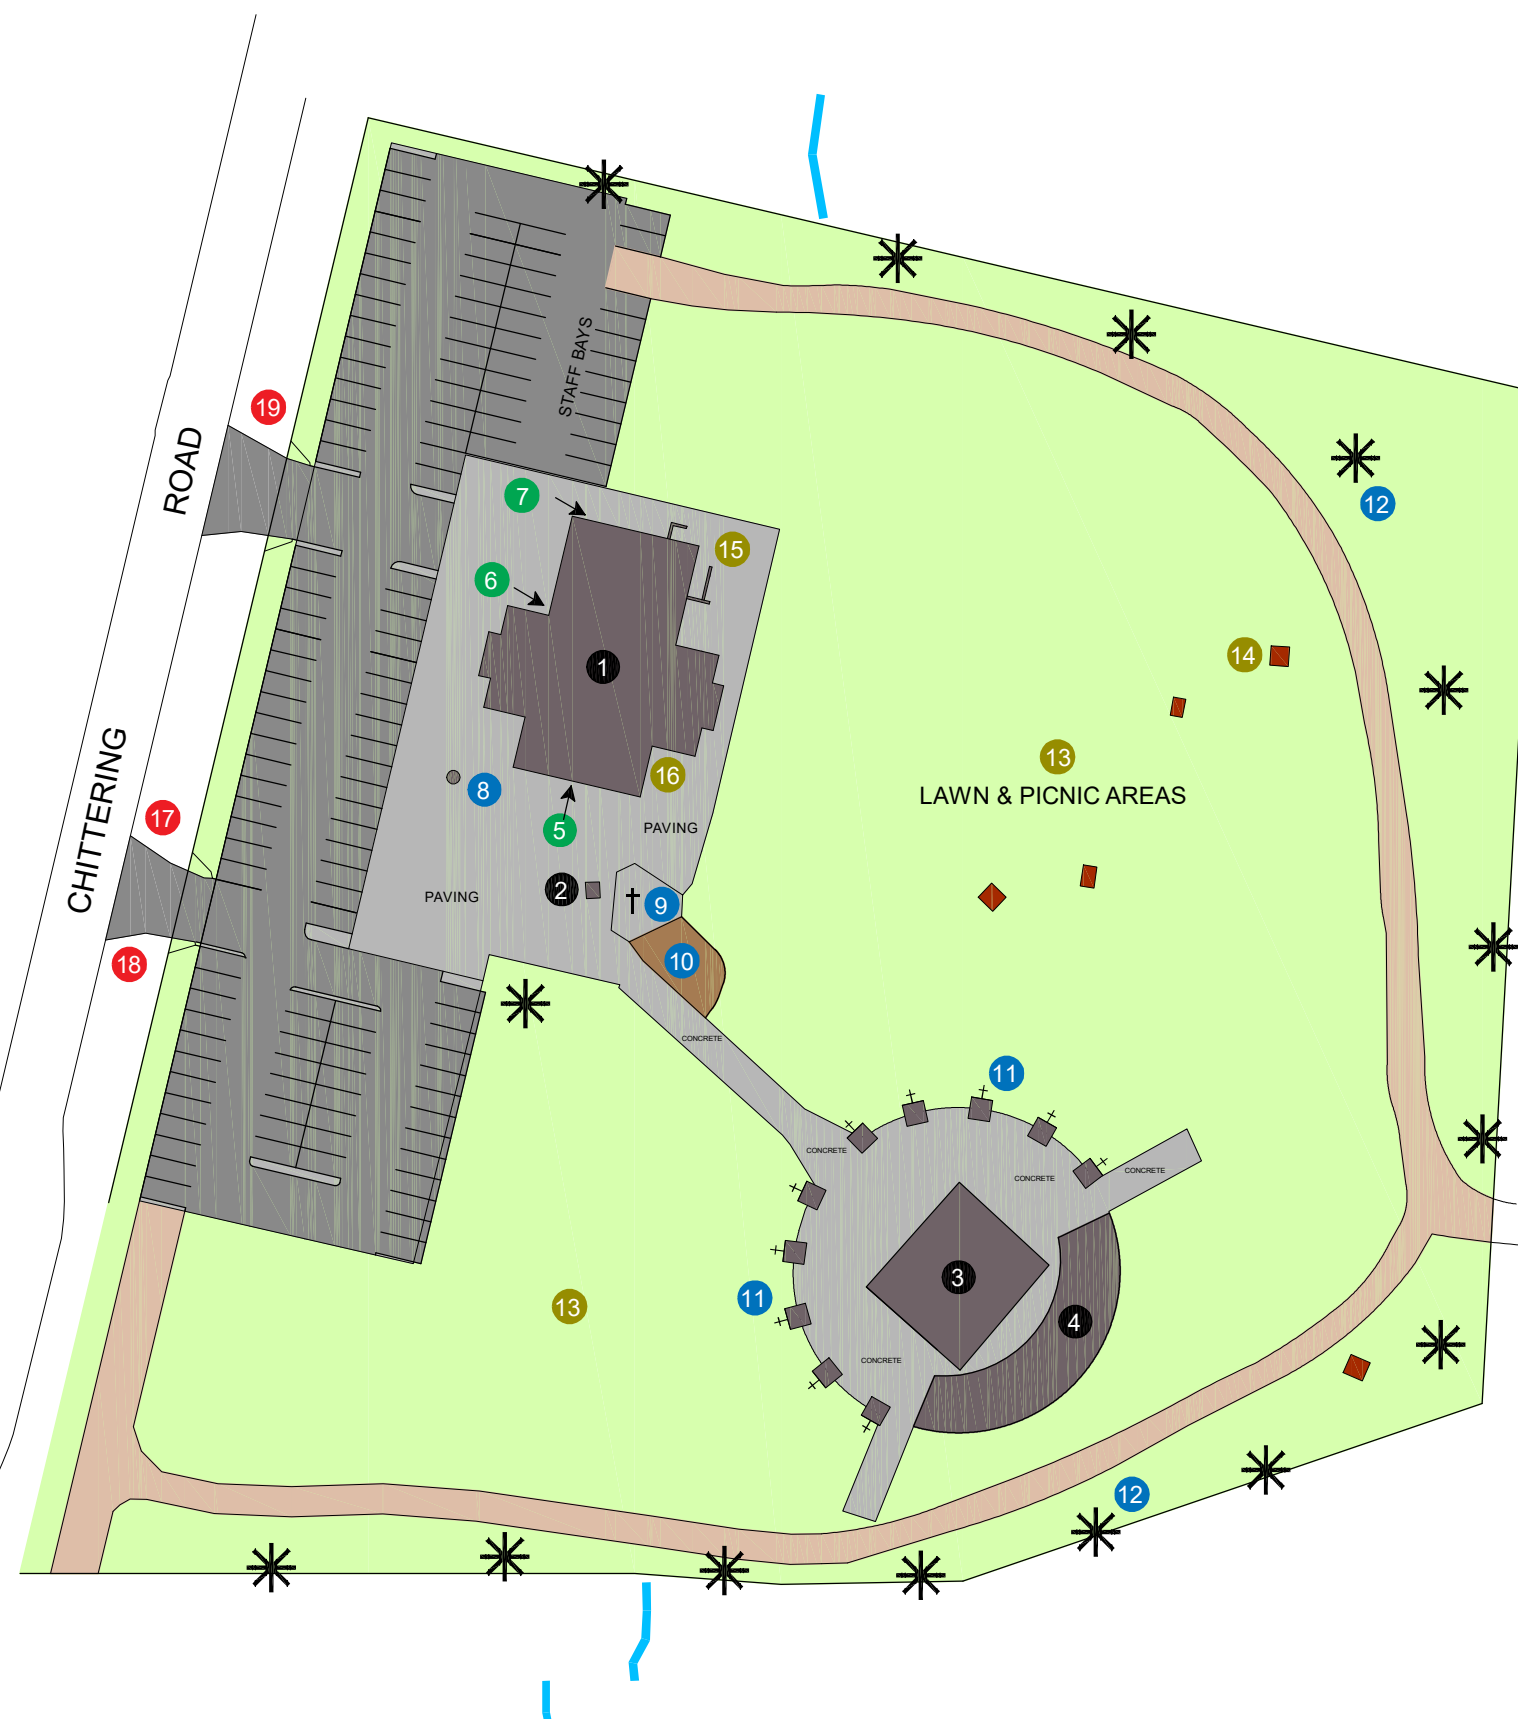 STAFF BAYS
19
ROAD
7
12
15
6
14
1
13
LAWN & PICNIC AREAS
16
8
CHITTERING
17
5
PAVING
2
PAVING
9
10
18
CONCRETE
11
CONCRETE
CONCRETE
CONCRETE
3
11
13
4
CONCRETE
12